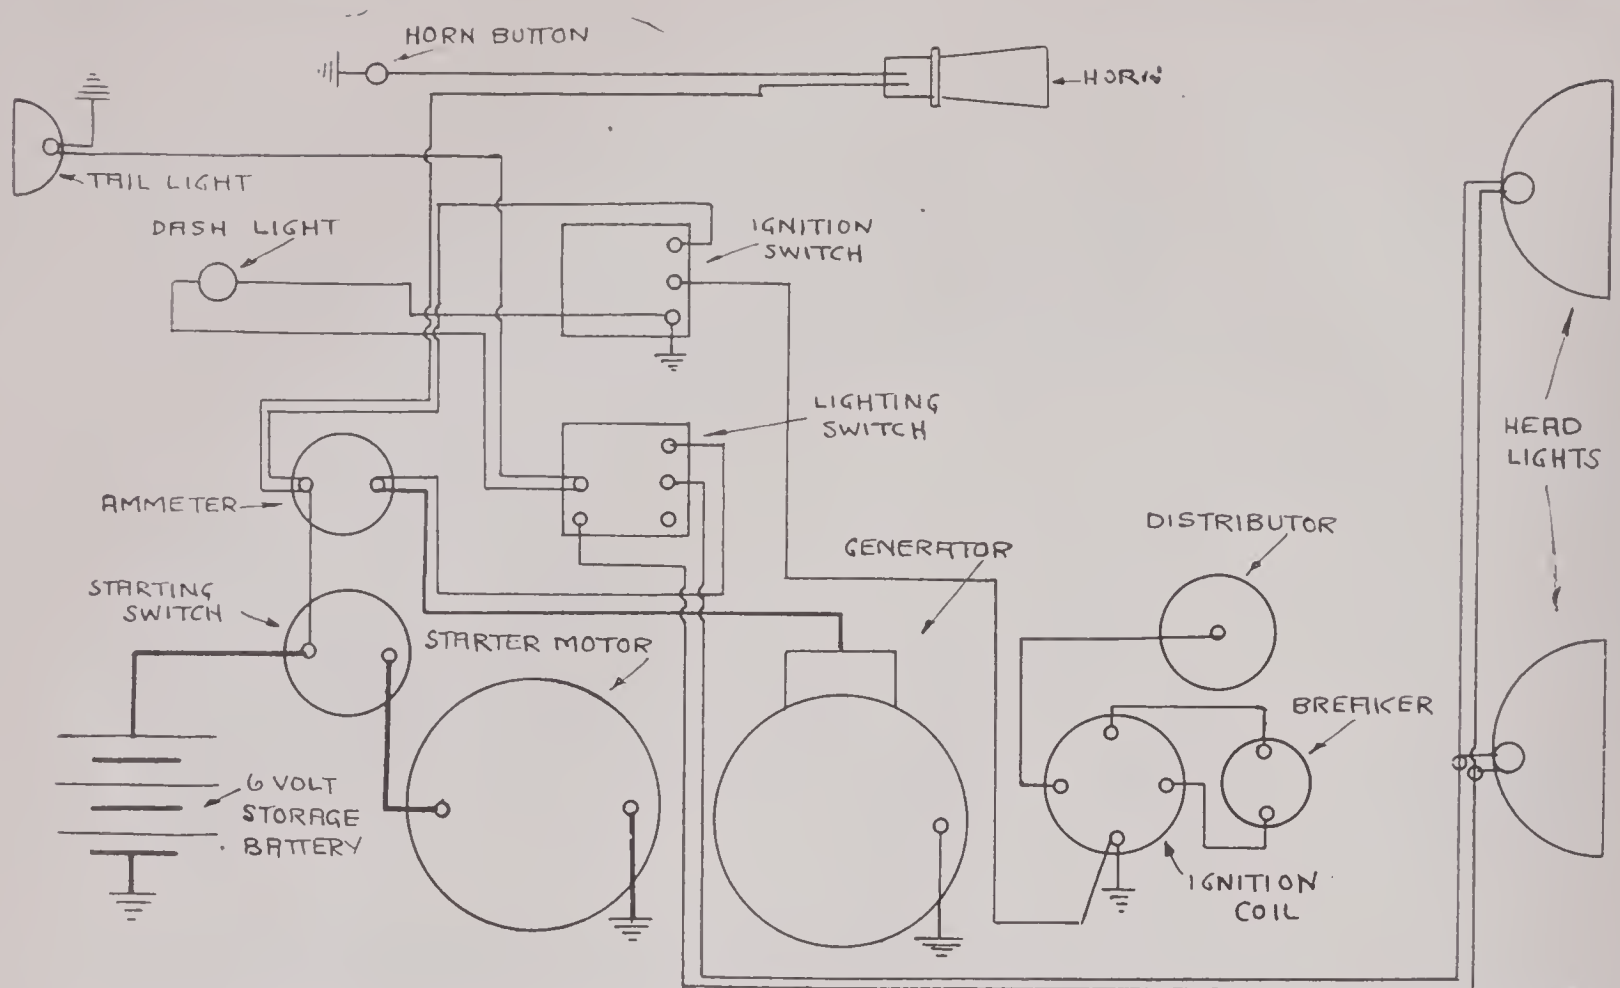 HORN BUTTON
HORN
TAIL LIGHT
DASH LIGHT
IGNITION
SWITCH
LIGHTING
SWITCH
HEAD
LIGHTS
AMMETER
DISTRIBUTOR
GENERATOR
STARTING
SWITCH
STARTER MOTOR
BREAKER
6 VOLT
STORAGE
BATTERY
IGNITION
COIL